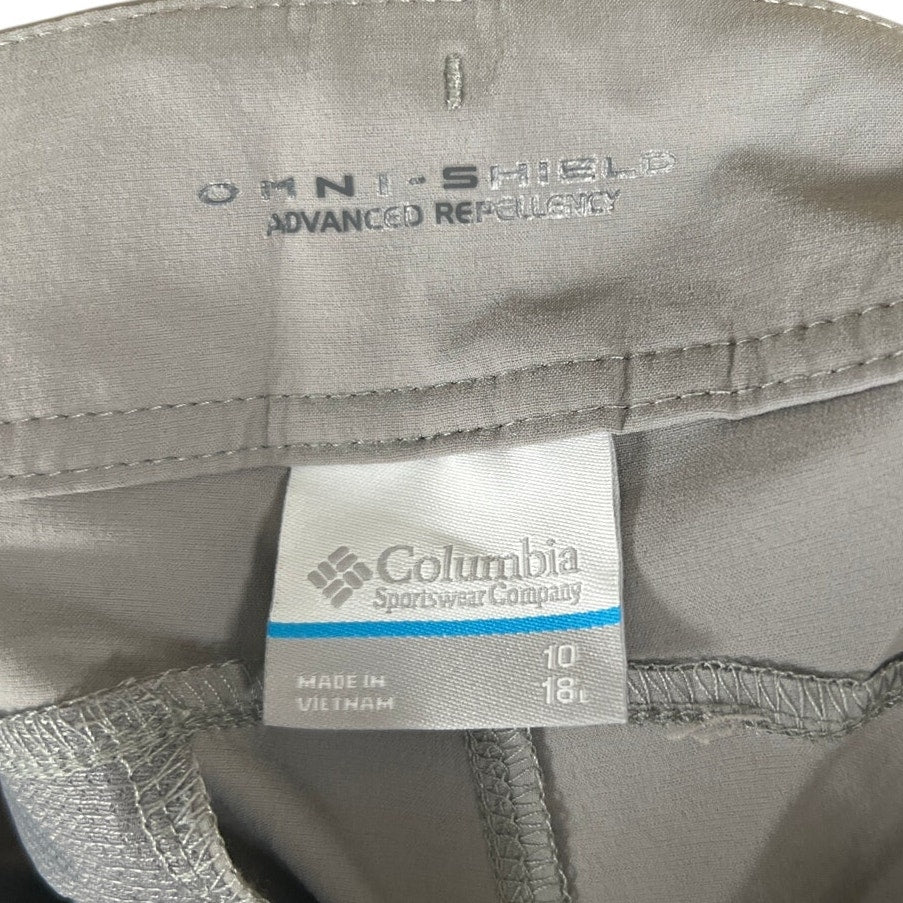 OMNI-SHIELD
ADVANCED REPELLENCY
Columbia
Sportswear Company
10
MADE IN
18L
VIETNAM